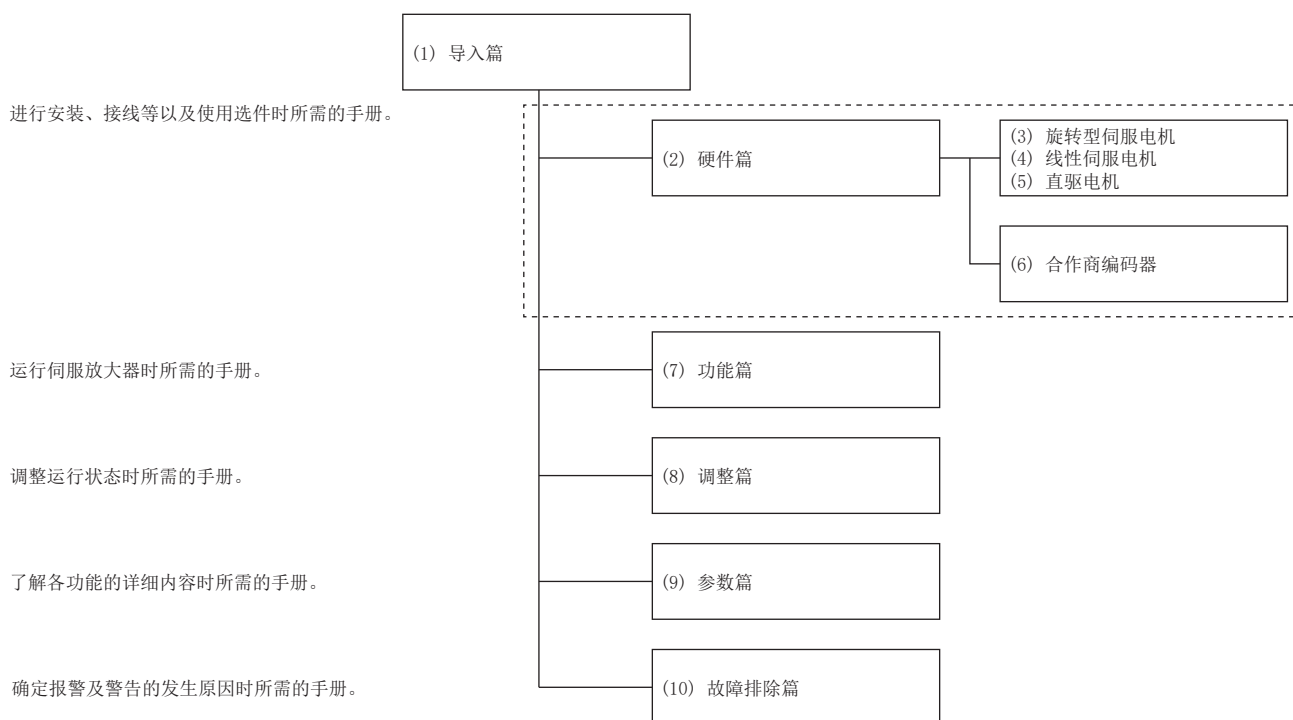 (1) 导入篇
进行安装、接线等以及使用选件时所需的手册。
(2) 硬件篇
(3) 旋转型伺服电机
(4) 线性伺服电机
(5) 直驱电机
(6) 合作商编码器
运行伺服放大器时所需的手册。
(7) 功能篇
调整运行状态时所需的手册。
(8) 调整篇
了解各功能的详细内容时所需的手册。
(9) 参数篇
确定报警及警告的发生原因时所需的手册。
(10) 故障排除篇